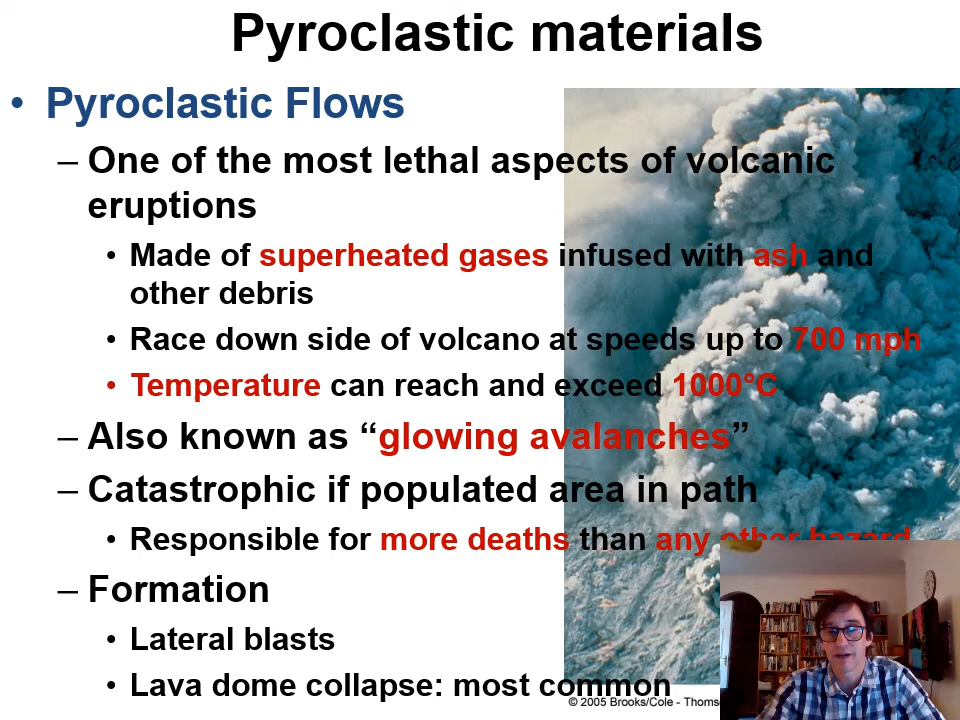 Pyroclastic materials
• Pyroclastic Flows
– One of the most lethal aspects of volcanic
eruptions
• Made of superheated gases infused with ash and
other debris
• Race down side of volcano at speeds up to 700 mph
• Temperature can reach and exceed 1000°C
– Also known as “glowing avalanches”
– Catastrophic if populated area in path
• Responsible for more deaths than any other hazard
– Formation
• Lateral blasts
• Lava dome collapse: most common
© 2005 Brooks/Cole - Thoms